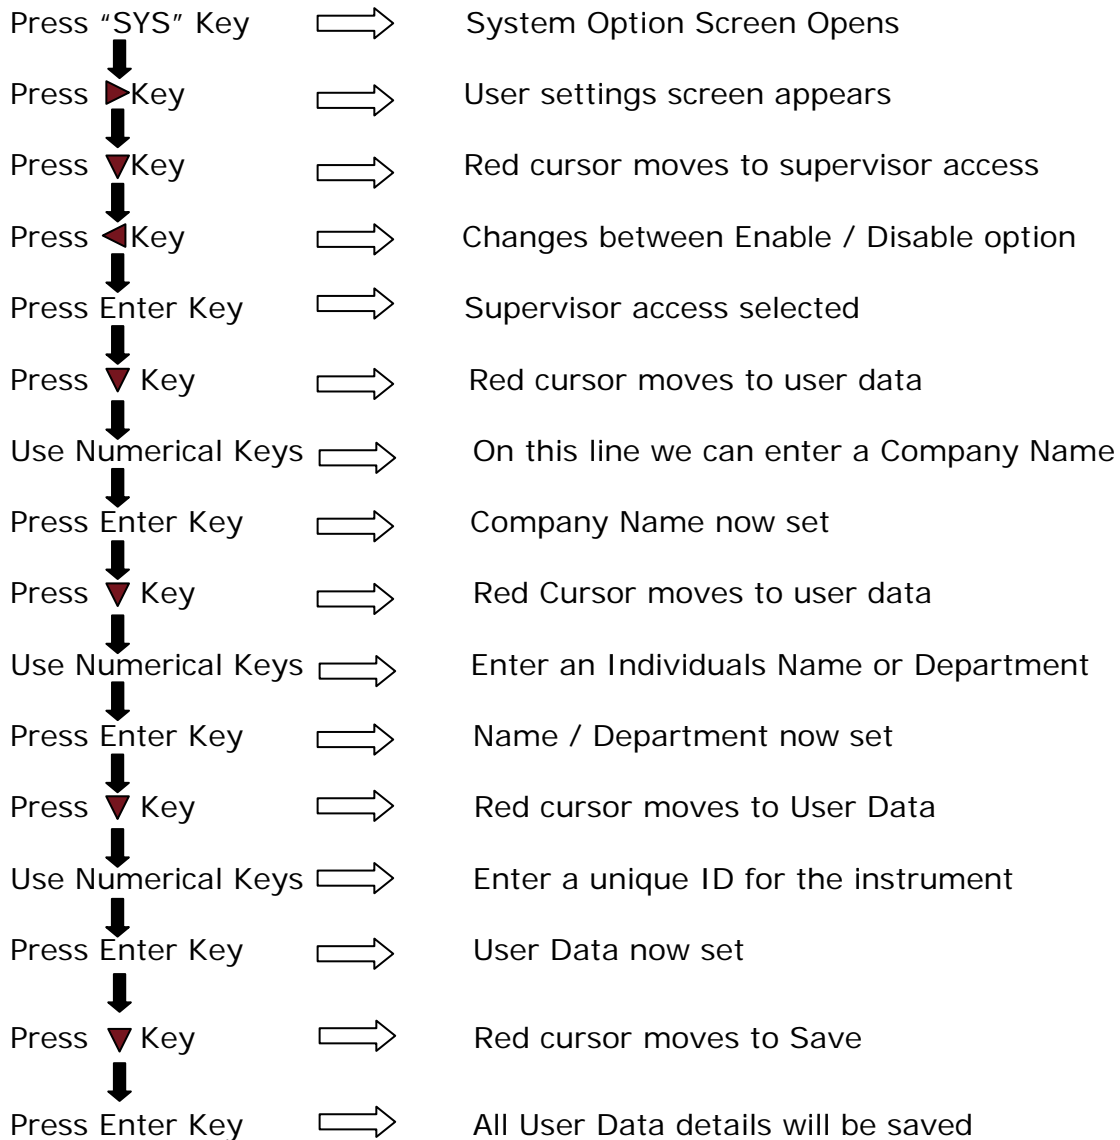 Press “SYS” Key System Option Screen Opens
Press Key User settings screen appears
Press Key Red cursor moves to supervisor access
Press Key Changes between Enable / Disable option
Press Enter Key Supervisor access selected
Press Key Red cursor moves to user data
Use Numerical Keys On this line we can enter a Company Name
Press Enter Key Company Name now set
Press Key Red Cursor moves to user data
Use Numerical Keys Enter an Individuals Name or Department
Press Enter Key Name / Department now set
Press Key Red cursor moves to User Data
Use Numerical Keys Enter a unique ID for the instrument
Press Enter Key User Data now set
Press Key Red cursor moves to Save
Press Enter Key All User Data details will be saved